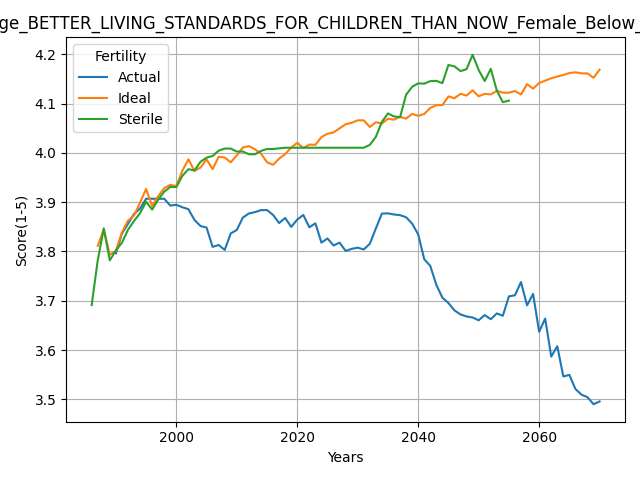 ge_BETTER_LIVING_STANDARDS_FOR_CHILDREN_THAN_NOW_Female_Below_
Fertility
Actual
Ideal
Sterile
4.2
4.1
4.0
3.9
3.8
3.7
3.6
3.5
Score(1-5)
2000 2020 2040 2060
Years